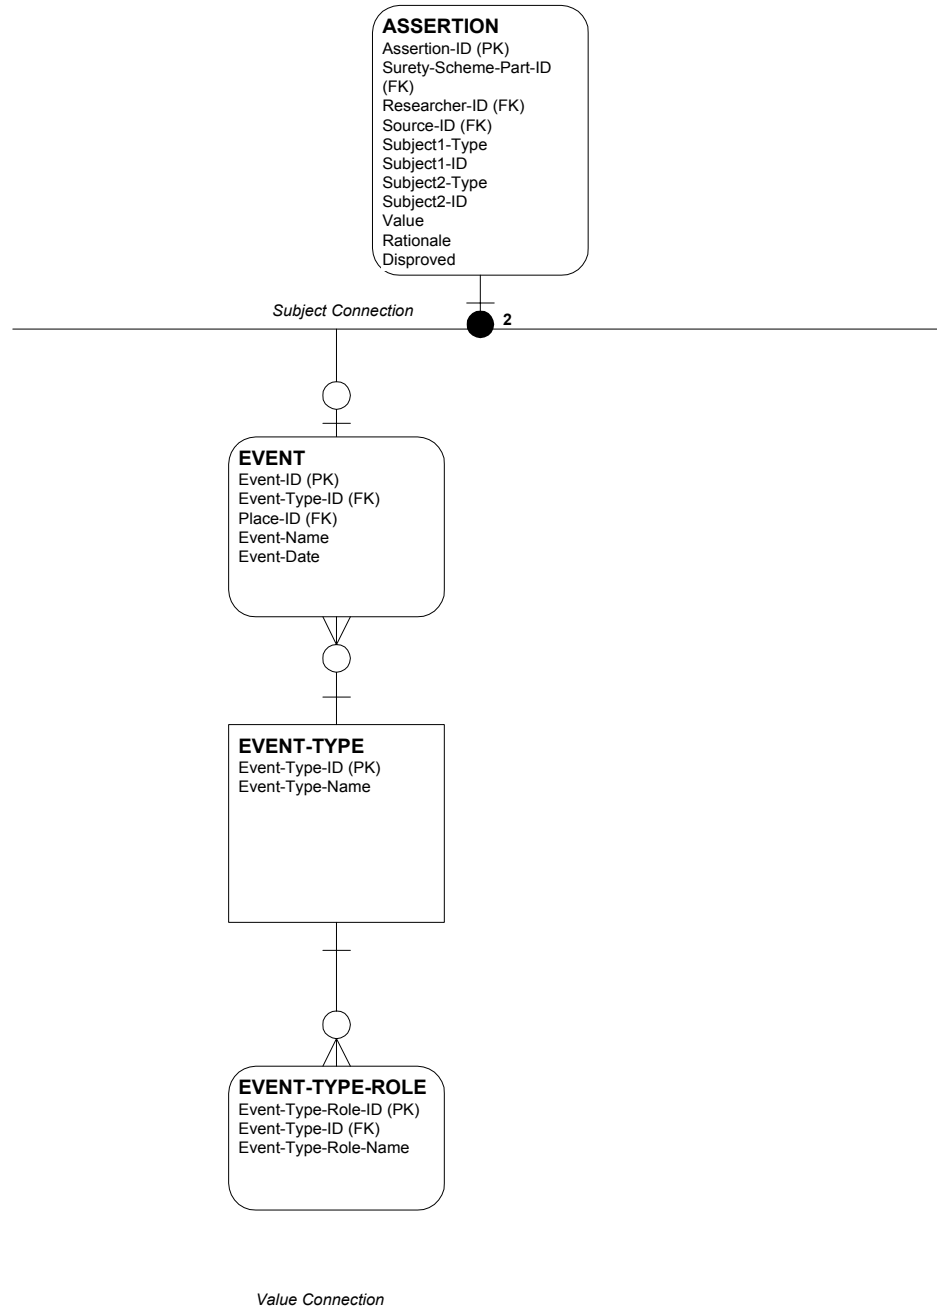 ASSERTION
Assertion-ID (PK)
Surety-Scheme-Part-ID
(FK)
Researcher-ID (FK)
Source-ID (FK)
Subject1-Type
Subject1-ID
Subject2-Type
Subject2-ID
Value
Rationale
Disproved
Subject Connection
2
EVENT
Event-ID (PK)
Event-Type-ID (FK)
Place-ID (FK)
Event-Name
Event-Date
EVENT-TYPE
Event-Type-ID (PK)
Event-Type-Name
EVENT-TYPE-ROLE
Event-Type-Role-ID (PK)
Event-Type-ID (FK)
Event-Type-Role-Name
Value Connection